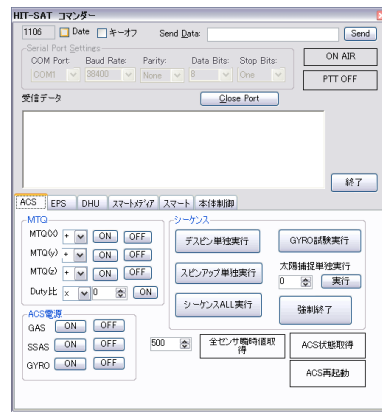 HIT-SAT コマンダー
1106 Date キーオフ Send Data: Send
Serial Port Settings
COM Port: Baud Rate: Parity: Data Bits: Stop Bits:
COM1 38400 None 8 One
ON AIR
PTT OFF
受信データ Close Port
終了
ACS EPS DHU スマートメディア スマート 本体制御
MTQ
MTQ(x) + ON OFF
MTQ(y) + ON OFF
MTQ(z) + ON OFF
Duty比 x 0 ON
ACS電源
GAS ON OFF
SSAS ON OFF
GYRO ON OFF
シーケンス
デスピン単独実行 GYRO試験実行
スピンアップ単独実行 太陽捕捉単独実行
0 実行
シーケンスALL実行 強制終了
500 全センサ瞬時値取得 ACS状態取得
ACS再起動